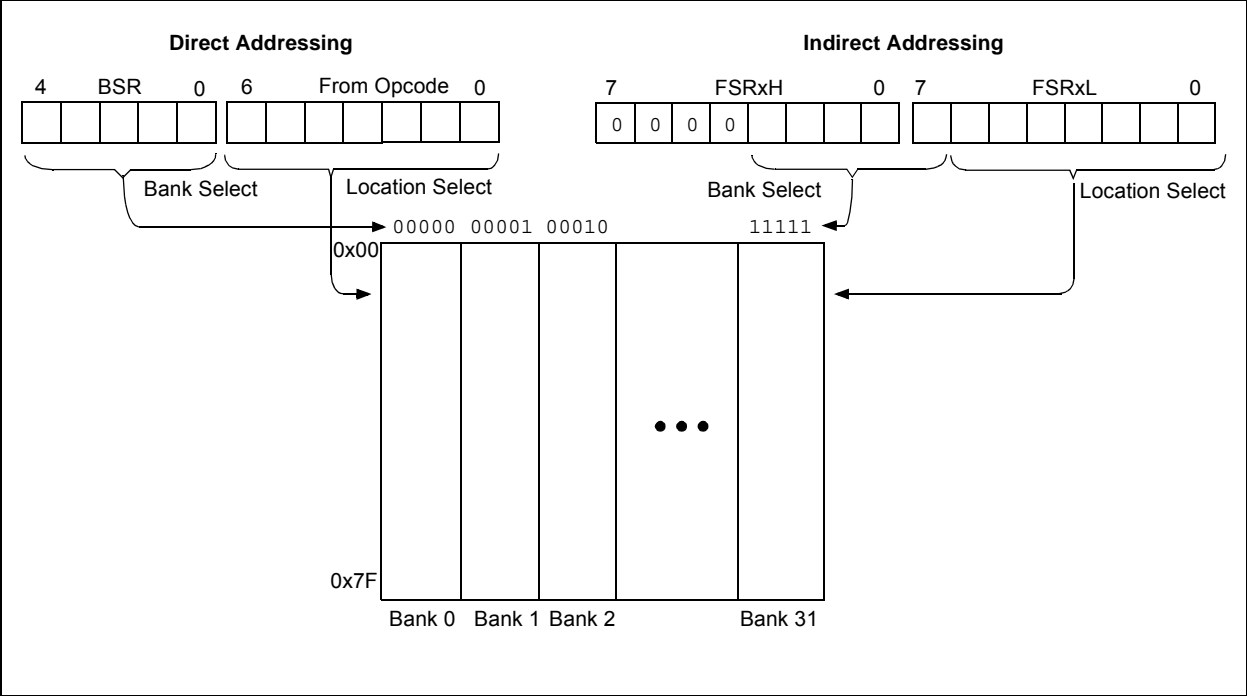 Direct Addressing
Indirect Addressing
4 BSR 0 6 From Opcode 0
7 FSRxH 0 7 FSRxL 0
0 0 0 0
Bank Select
Location Select
Bank Select
Location Select
00000 00001 00010 11111
0x00
0x7F
Bank 0 Bank 1 Bank 2 Bank 31